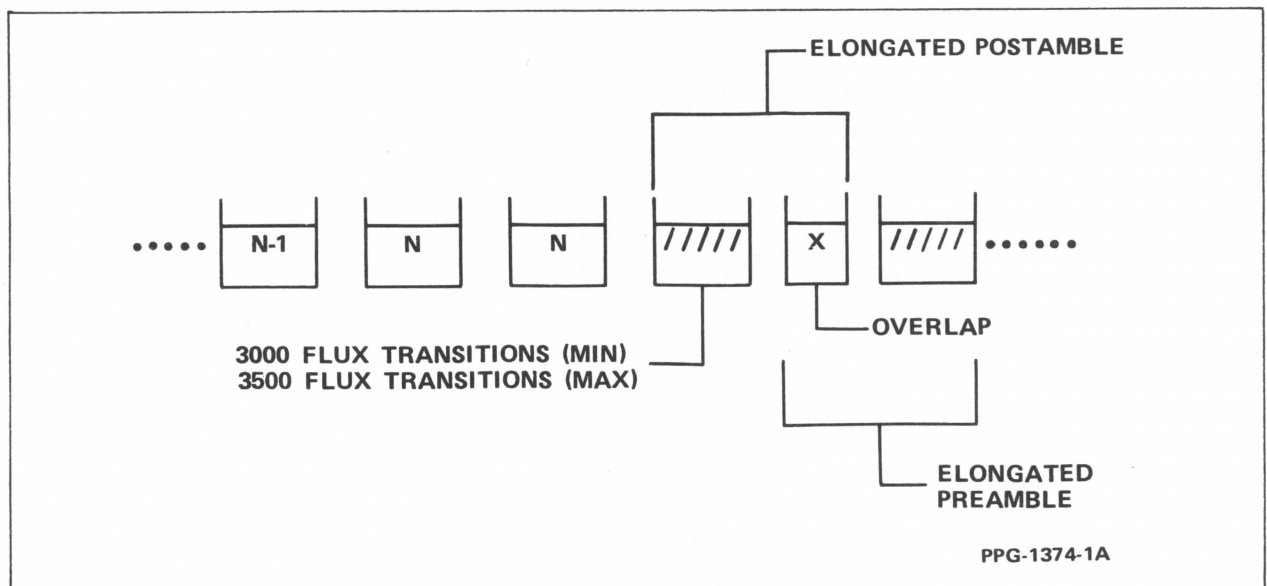 ELONGATED POSTAMBLE
..... N-1 N N ///// X ///// ......
OVERLAP
3000 FLUX TRANSITIONS (MIN)
3500 FLUX TRANSITIONS (MAX)
ELONGATED
PREAMBLE
PPG-1374-1A